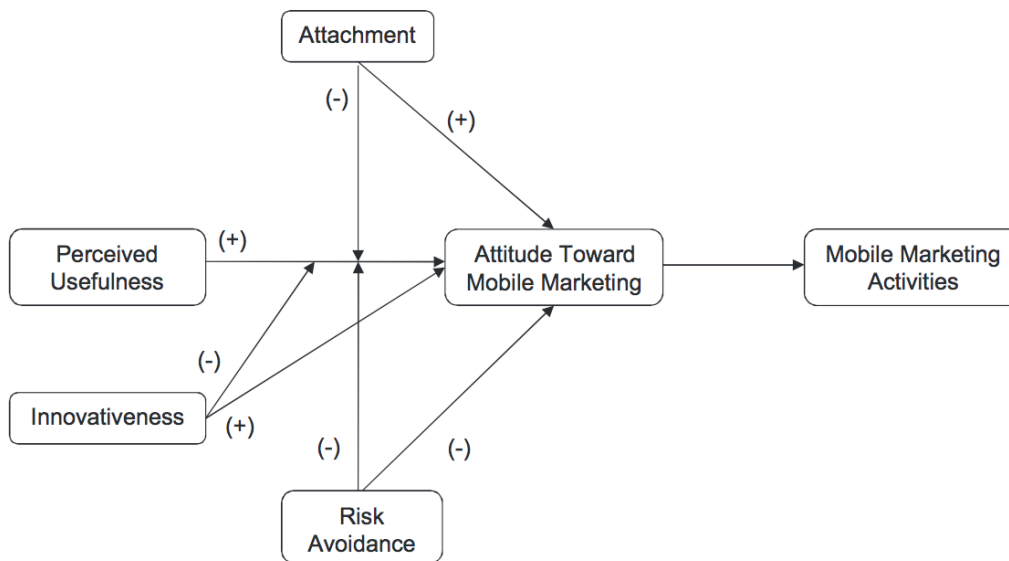 Attachment
(-)
(+)
Perceived
Usefulness
(+)
Attitude Toward
Mobile Marketing
Mobile Marketing
Activities
(-)
Innovativeness
(+)
(-)
(-)
Risk
Avoidance